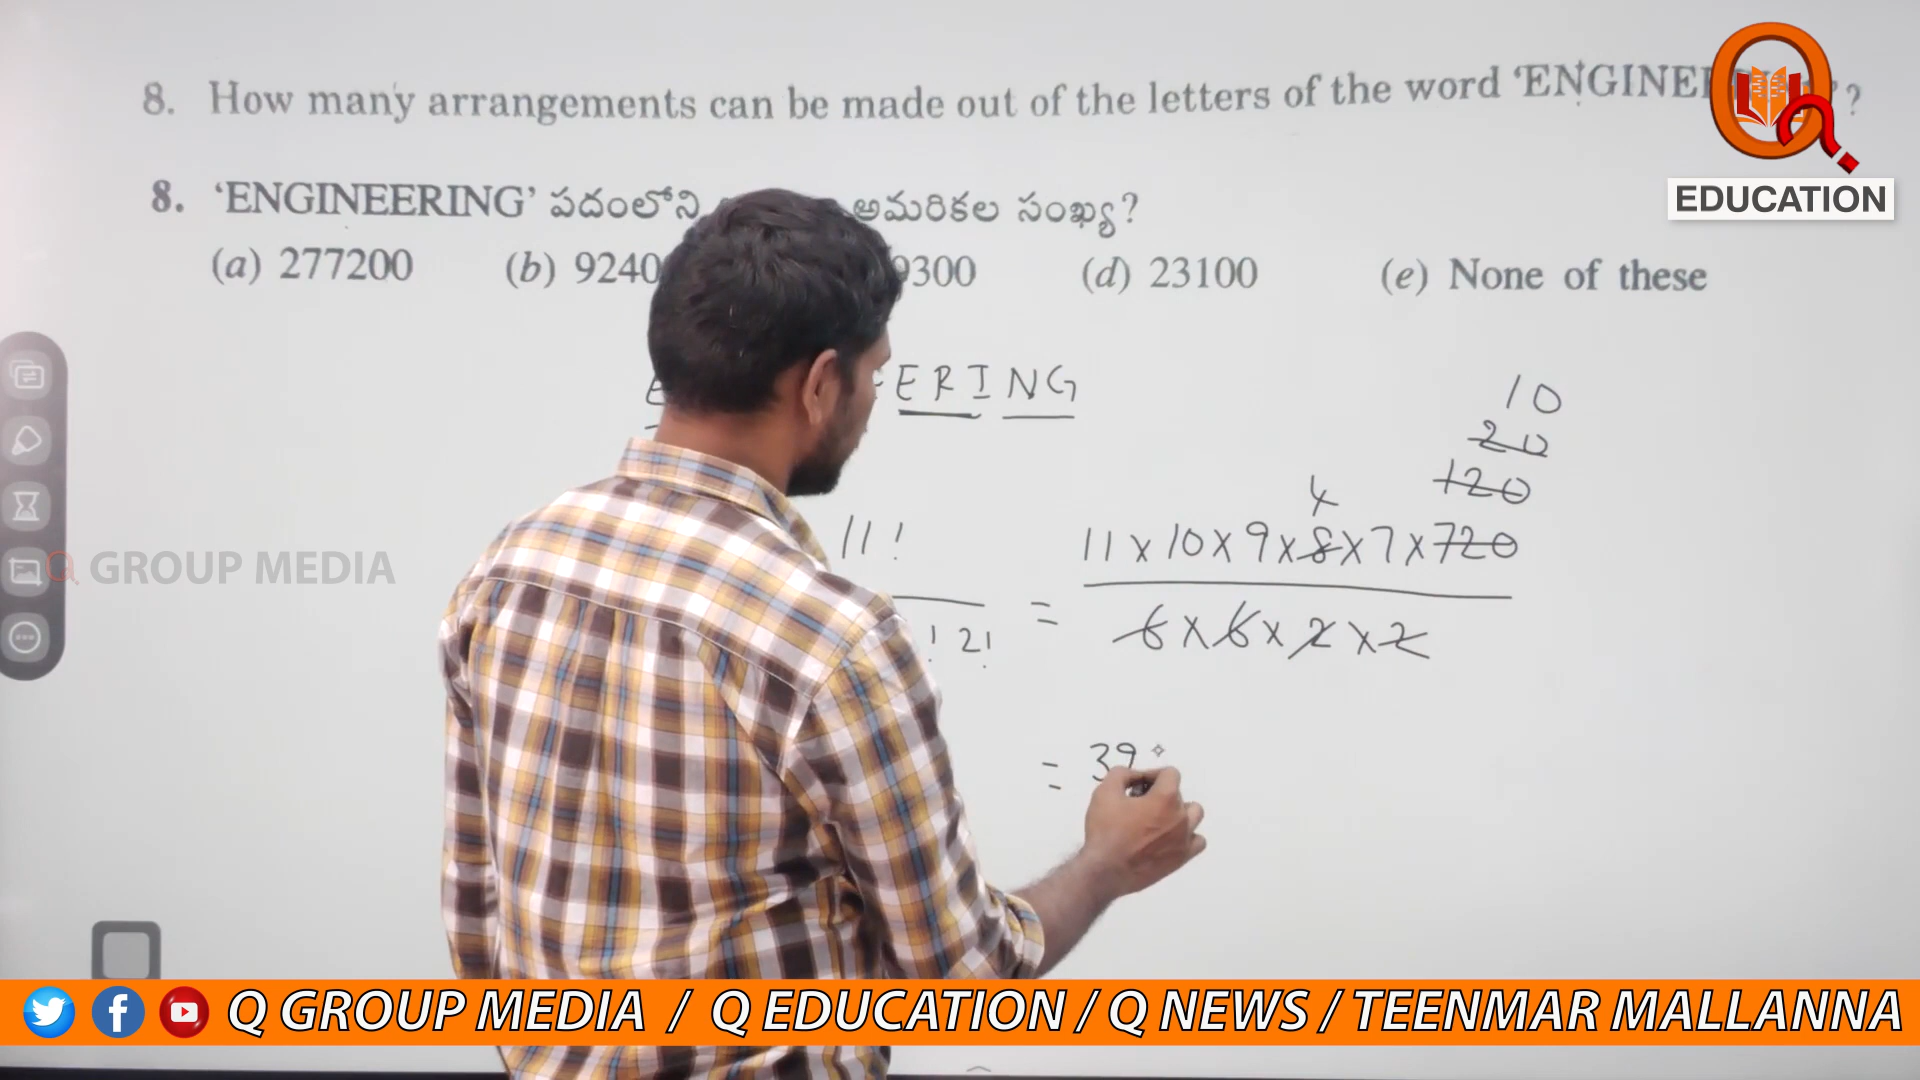 8. How many arrangements can be made out of the letters of the word ‘ENGINEE ’?
EDUCATION
8. ‘ENGINEERING’ పదంలోని అమరికల సంఖ్య?
(a) 277200 (b) 9240 9300 (d) 23100 (e) None of these
ERING
10
20
120
4
11! 11×10×9×8×7×720
! 2! = 6×6×2×2
= 39
Q GROUP MEDIA
Q GROUP MEDIA / Q EDUCATION / Q NEWS / TEENMAR MALLANNA